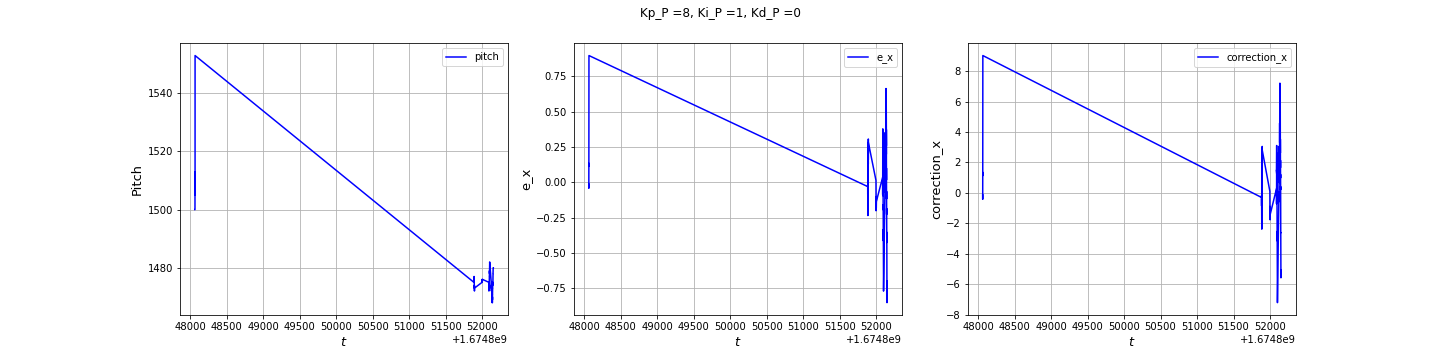 Kp_P =8, Ki_P =1, Kd_P =0
pitch
Pitch
1540
1520
1500
1480
48000 48500 49000 49500 50000 50500 51000 51500 52000
+1.6748e9
t
e_x
e_x
0.75
0.50
0.25
0.00
−0.25
−0.50
−0.75
48000 48500 49000 49500 50000 50500 51000 51500 52000
+1.6748e9
t
correction_x
correction_x
8
6
4
2
0
−2
−4
−6
−8
48000 48500 49000 49500 50000 50500 51000 51500 52000
+1.6748e9
t